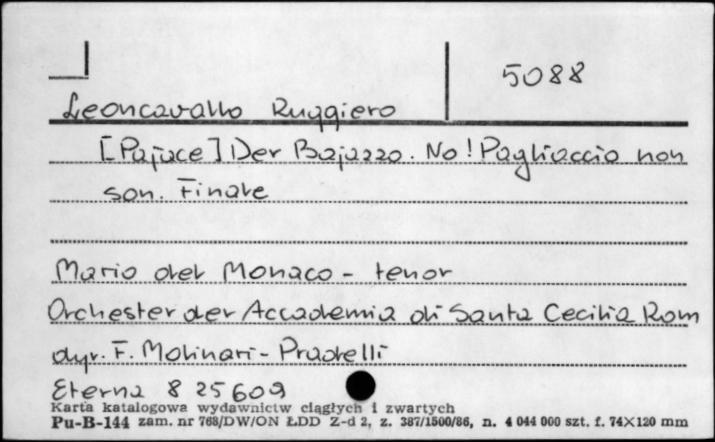 5088
Leoncavallo Ruggiero
[Pajace] Der Bajazzo. No! Pagliaccio non
son. Finale
Mario del Monaco - tenor
Orchester der Accademia di Santa Cecilia Rom
dyr. F. Molinari-Pradelli
Eterna 8 25 609
Karta katalogowa wydawnictw ciągłych i zwartych
Pu-B-144 zam. nr 768/DW/ON ŁDD Z-d 2, z. 387/1500/86, n. 4 044 000 szt. f. 74X120 mm